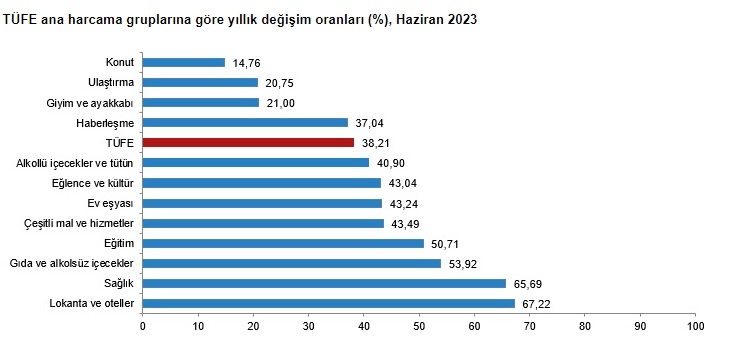 TÜFE ana harcama gruplarına göre yıllık değişim oranları (%), Haziran 2023
Konut 14,76
Ulaştırma 20,75
Giyim ve ayakkabı 21,00
Haberleşme 37,04
TÜFE 38,21
Alkollü içecekler ve tütün 40,90
Eğlence ve kültür 43,04
Ev eşyası 43,24
Çeşitli mal ve hizmetler 43,49
Eğitim 50,71
Gıda ve alkolsüz içecekler 53,92
Sağlık 65,69
Lokanta ve oteller 67,22
0 10 20 30 40 50 60 70 80 90 100